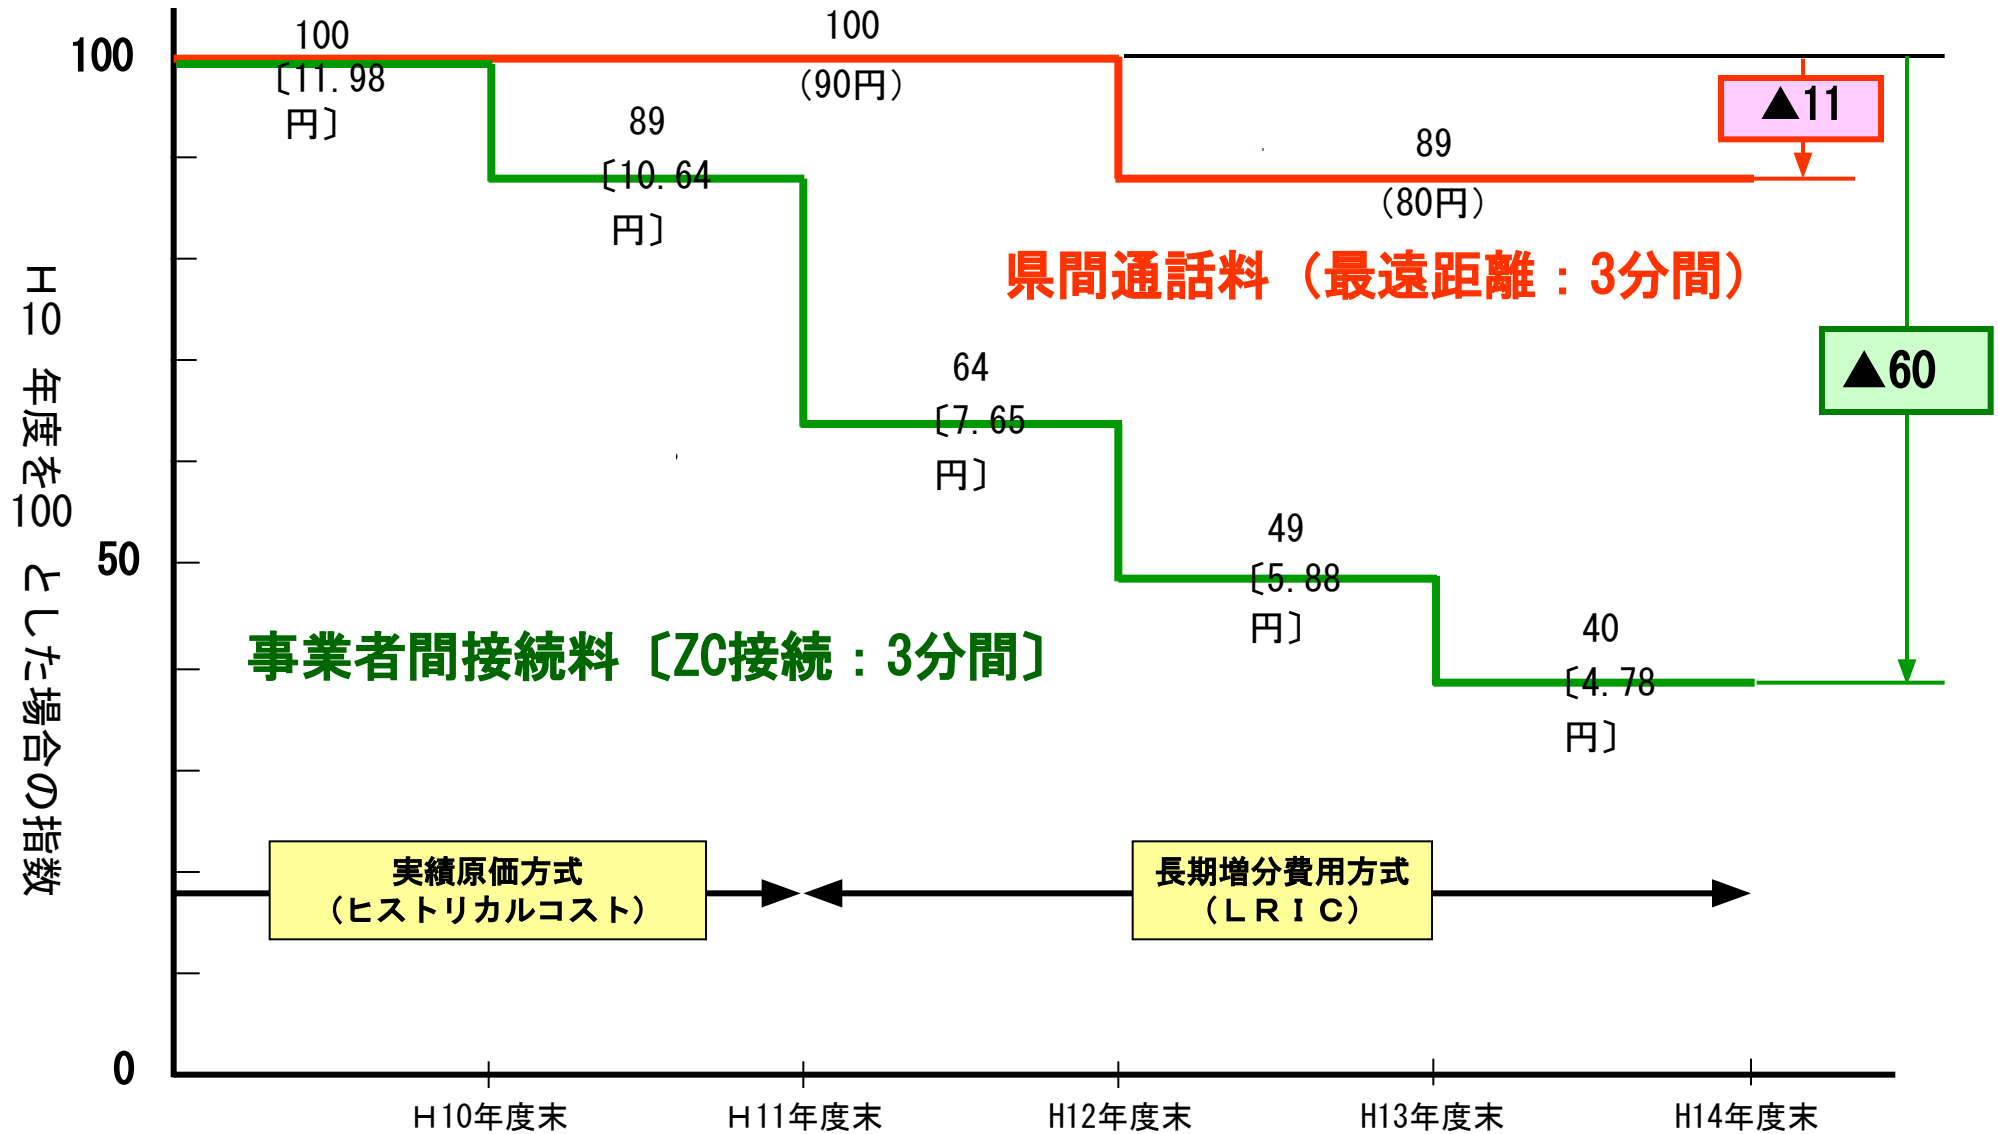 100
50
0
H10年度を100とした場合の指数
100
〔11.98
円〕
89
〔10.64
円〕
64
〔7.65
円〕
49
〔5.88
円〕
40
〔4.78
円〕
100
(90円)
89
(80円)
▲11
▲60
県間通話料(最遠距離:3分間)
事業者間接続料〔ZC接続:3分間〕
実績原価方式
(ヒストリカルコスト)
長期増分費用方式
(LRIC)
H10年度末
H11年度末
H12年度末
H13年度末
H14年度末